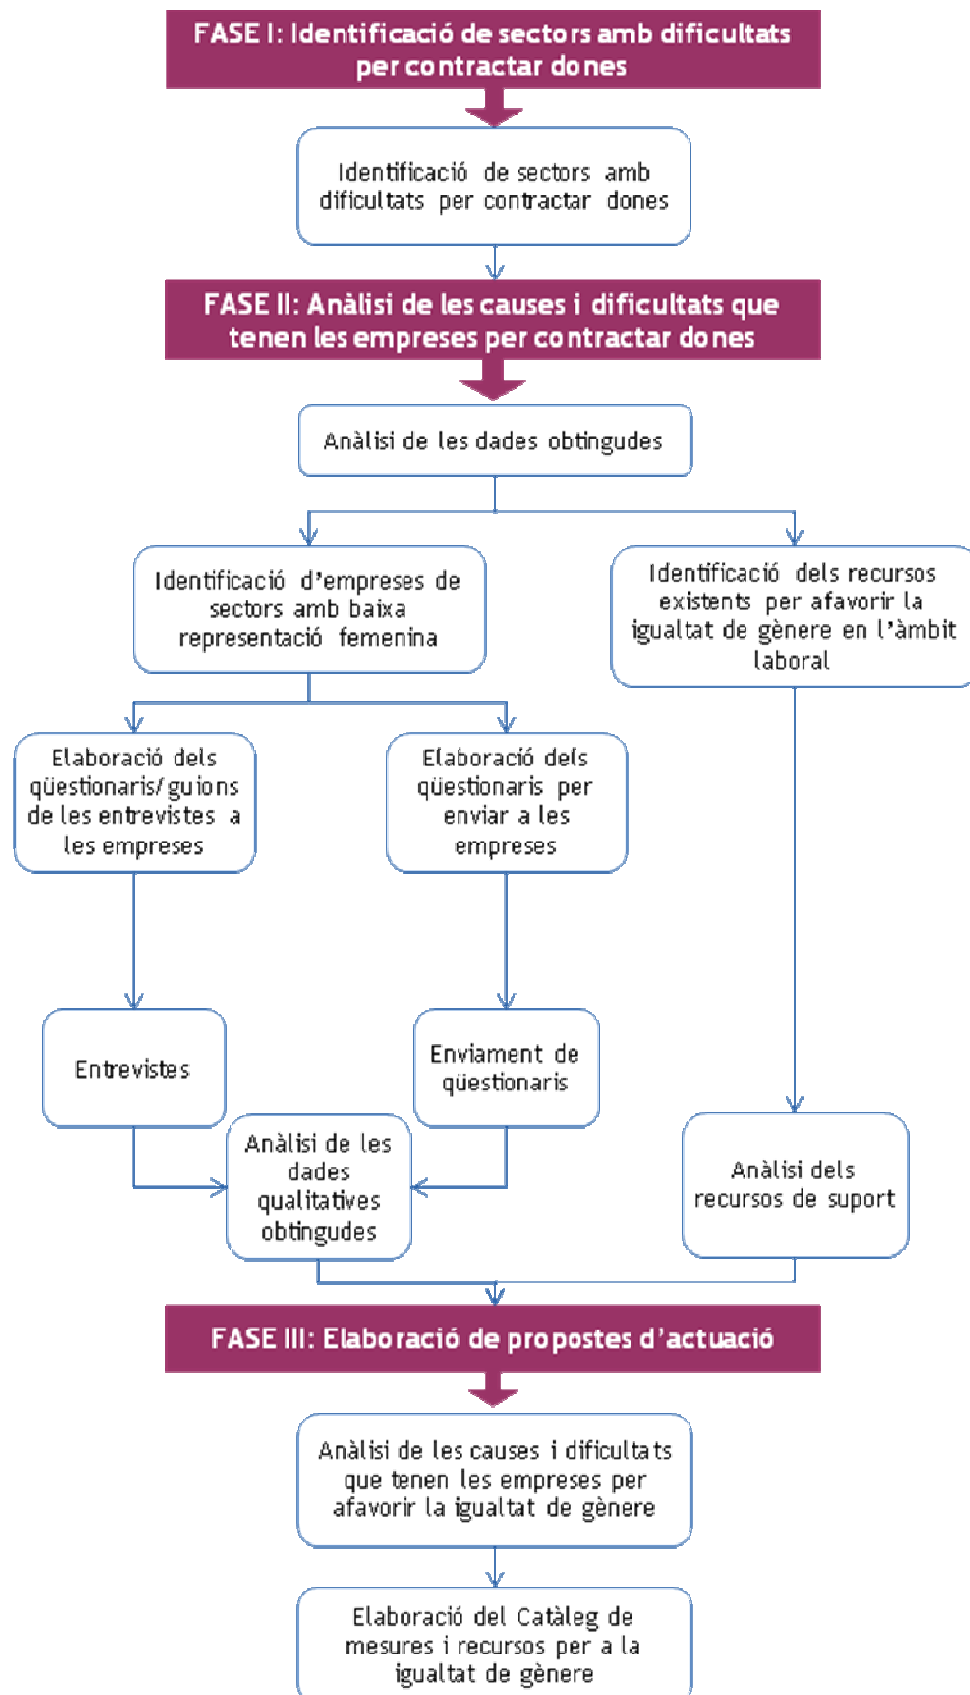 FASE I: Identificació de sectors amb dificultats
per contractar dones
Identificació de sectors amb
dificultats per contractar dones
FASE II: Anàlisi de les causes i dificultats que
tenen les empreses per contractar dones
Anàlisi de les dades obtingudes
Identificació d'empreses de
sectors amb baixa
representació femenina
Identificació dels recursos
existents per afavorir la
igualtat de gènere en l'àmbit
laboral
Elaboració dels
qüestionaris/guions
de les entrevistes a
les empreses
Elaboració dels
qüestionaris per
enviar a les
empreses
Entrevistes
Enviament de
qüestionaris
Anàlisi de les
dades
qualitatives
obtingudes
Anàlisi dels
recursos de suport
FASE III: Elaboració de propostes d'actuació
Anàlisi de les causes i dificultats
que tenen les empreses per
afavorir la igualtat de gènere
Elaboració del Catàleg de
mesures i recursos per a la
igualtat de gènere